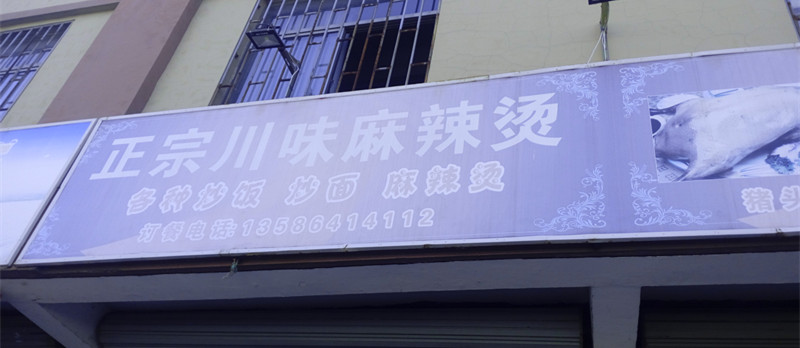 正宗川味麻辣烫
多种炒饭 炒面 麻辣烫
订餐电话:13586414112
猪头